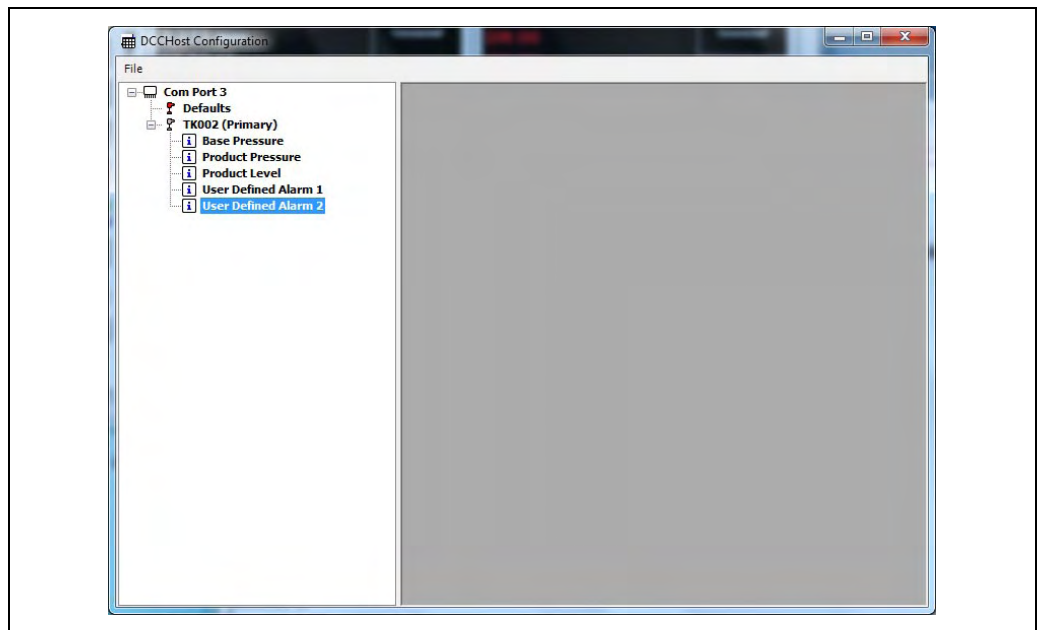 DCCHost Configuration
File
Com Port 3
Defaults
TK002 (Primary)
Base Pressure
Product Pressure
Product Level
User Defined Alarm 1
User Defined Alarm 2